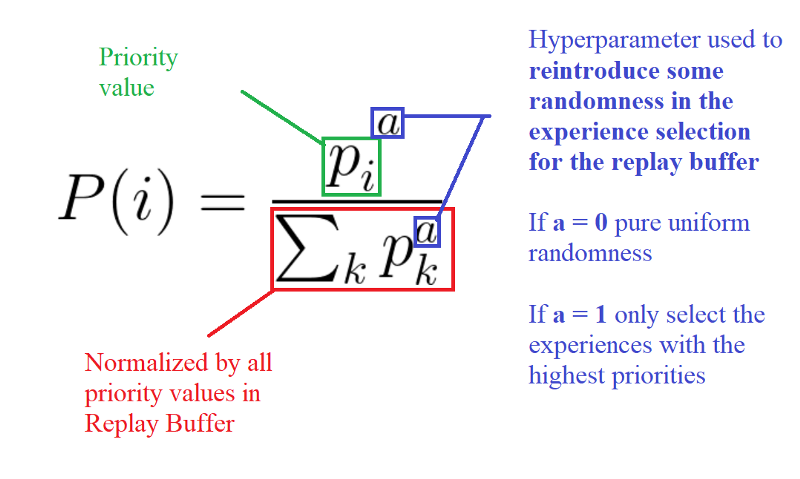 Priority
value
P(i) = p_i^a / ∑_k p_k^a
Normalized by all
priority values in
Replay Buffer
Hyperparameter used to
reintroduce some
randomness in the
experience selection
for the replay buffer
If a = 0 pure uniform
randomness
If a = 1 only select the
experiences with the
highest priorities